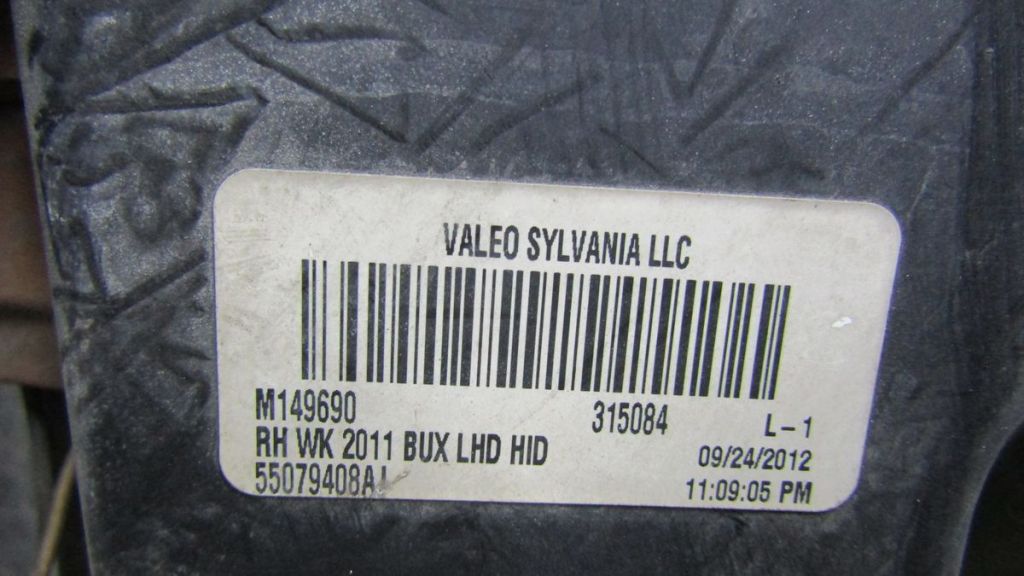 VALEO SYLVANIA LLC
M149690 315084 L-1
RH WK 2011 BUX LHD HID 09/24/2012
11:09:05 PM